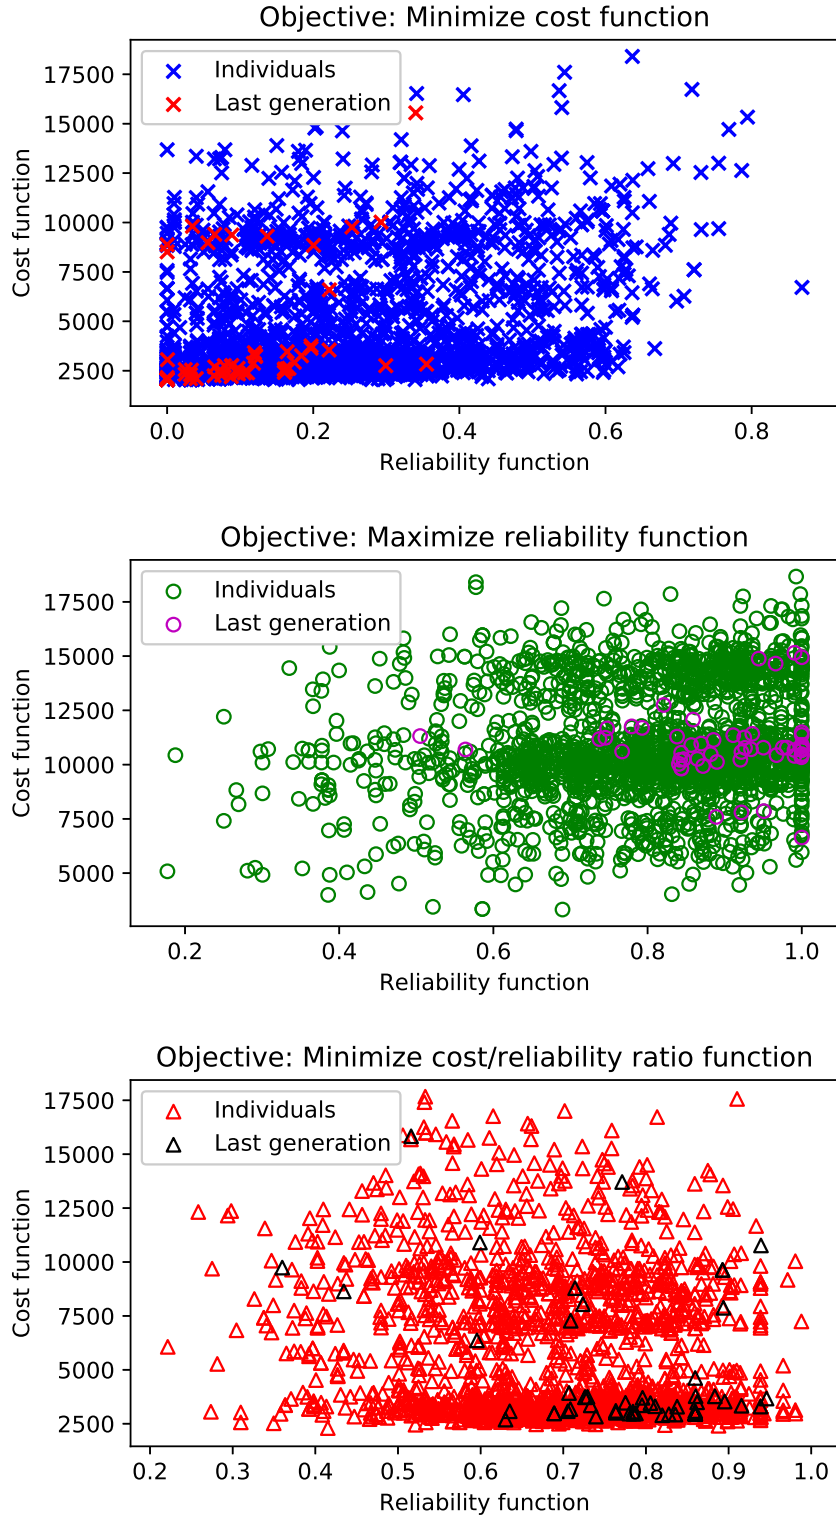 Objective: Minimize cost function
Individuals
Last generation
Cost function
17500
15000
12500
10000
7500
5000
2500
0.0 0.2 0.4 0.6 0.8
Reliability function
Objective: Maximize reliability function
Individuals
Last generation
Cost function
17500
15000
12500
10000
7500
5000
0.2 0.4 0.6 0.8 1.0
Reliability function
Objective: Minimize cost/reliability ratio function
Individuals
Last generation
Cost function
17500
15000
12500
10000
7500
5000
2500
0.2 0.3 0.4 0.5 0.6 0.7 0.8 0.9 1.0
Reliability function